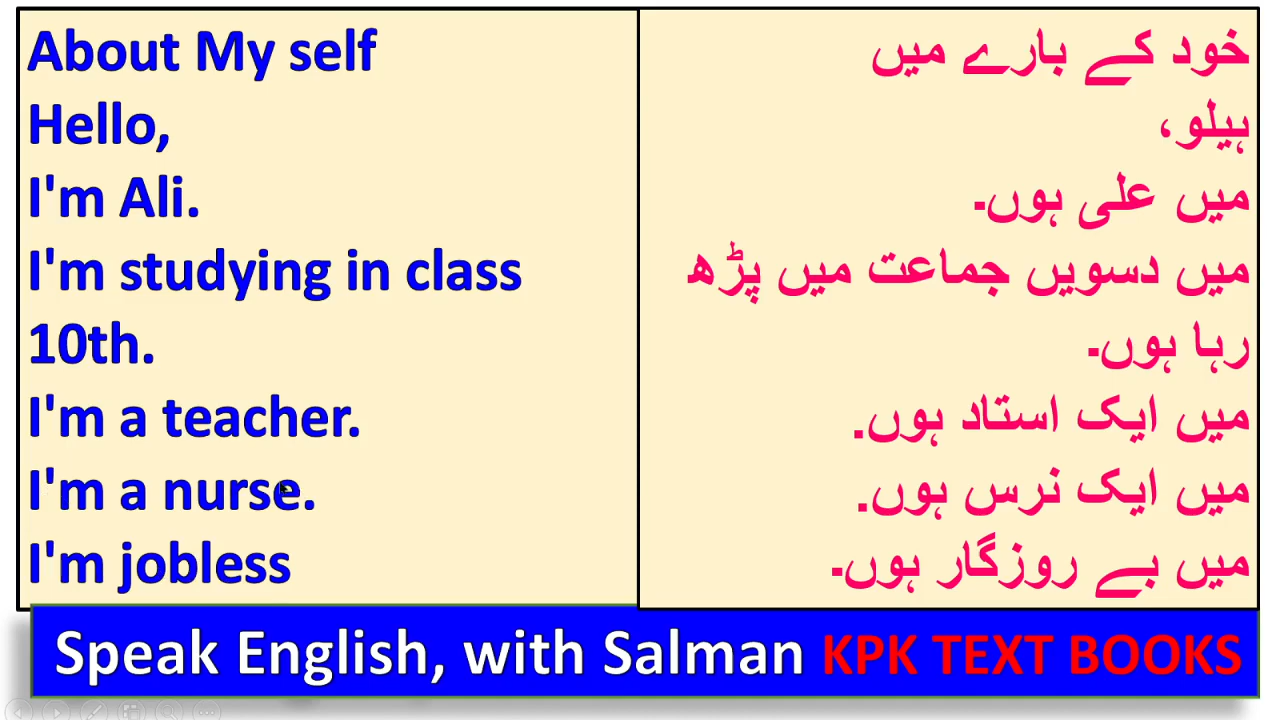 About My self
Hello,
I'm Ali.
I'm studying in class
10th.
I'm a teacher.
I'm a nurse.
I'm jobless
خود کے بارے میں
ہیلو،
میں علی ہوں۔
میں دسویں جماعت میں پڑھ
رہا ہوں۔
میں ایک استاد ہوں.
میں ایک نرس ہوں.
میں بے روزگار ہوں۔
Speak English, with Salman KPK TEXT BOOKS